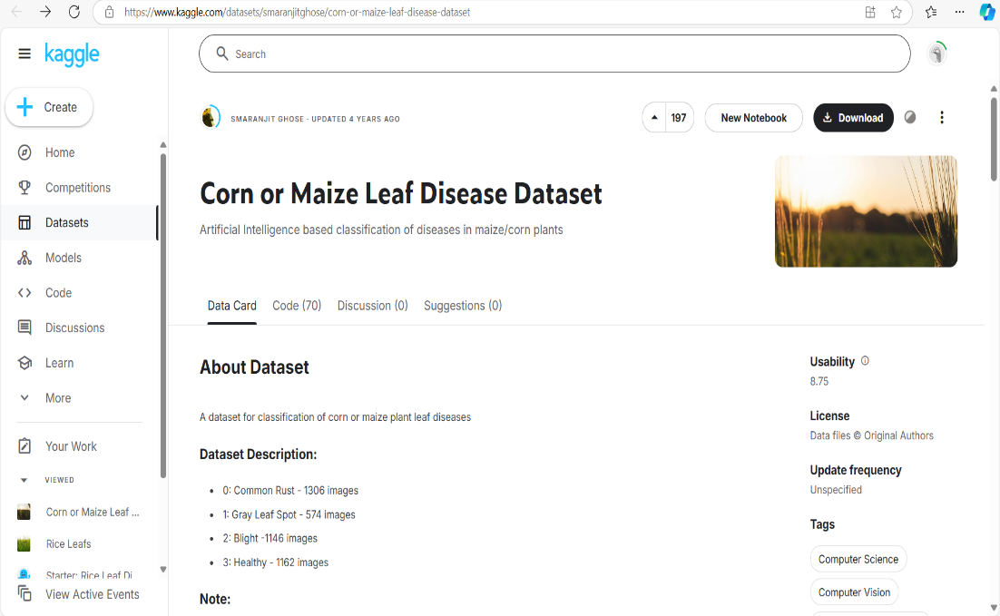 https://www.kaggle.com/datasets/smaranjitghose/corn-or-maize-leaf-disease-dataset
kaggle
Search
Create
Home
Competitions
Datasets
Models
Code
Discussions
Learn
More
Your Work
VIEWED
Corn or Maize Leaf ...
Rice Leafs
Starter: Rice Leaf Di
View Active Events
SMARANJIT GHOSE · UPDATED 4 YEARS AGO
197
New Notebook
Download
Corn or Maize Leaf Disease Dataset
Artificial Intelligence based classification of diseases in maize/corn plants
Data Card Code (70) Discussion (0) Suggestions (0)
About Dataset
A dataset for classification of corn or maize plant leaf diseases
Dataset Description:
• 0: Common Rust - 1306 images
• 1: Gray Leaf Spot - 574 images
• 2: Blight -1146 images
• 3: Healthy - 1162 images
Note:
Usability
8.75
License
Data files © Original Authors
Update frequency
Unspecified
Tags
Computer Science
Computer Vision